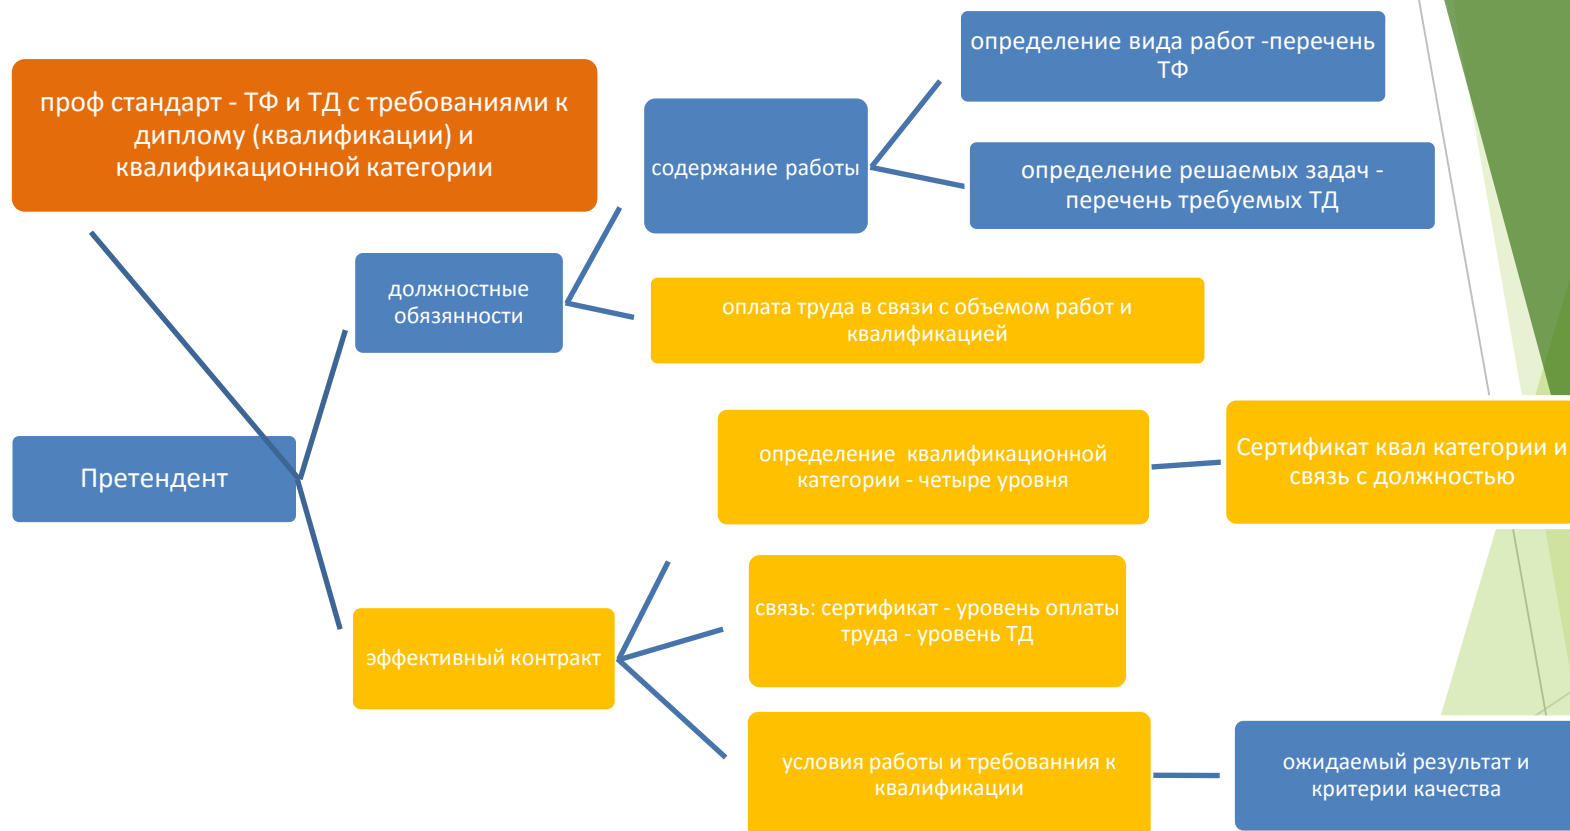 проф стандарт - ТФ и ТД с требованиями к
диплому (квалификации) и
квалификационной категории
Претендент
должностные
обязянности
содержание работы
определение вида работ -перечень
ТФ
определение решаемых задач -
перечень требуемых ТД
оплата труда в связи с объемом работ и
квалификацией
эффективный контракт
определение квалификационной
категории - четыре уровня
Сертификат квал категории и
связь с должностью
связь: сертификат - уровень оплаты
труда - уровень ТД
условия работы и требованния к
квалификации
ожидаемый результат и
критерии качества